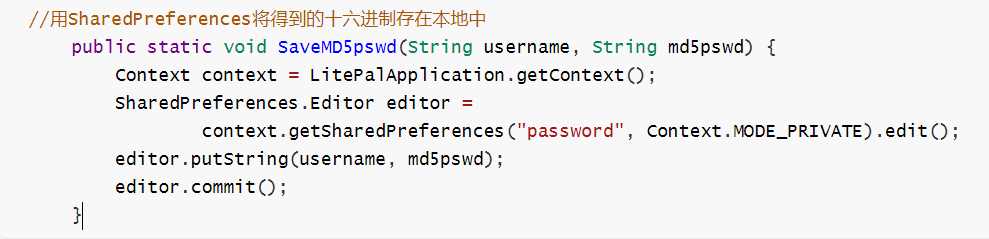 //用SharedPreferences将得到的十六进制存在本地中
public static void SaveMD5pswd(String username, String md5pswd) {
Context context = LitePalApplication.getContext();
SharedPreferences.Editor editor =
context.getSharedPreferences("password", Context.MODE_PRIVATE).edit();
editor.putString(username, md5pswd);
editor.commit();
}